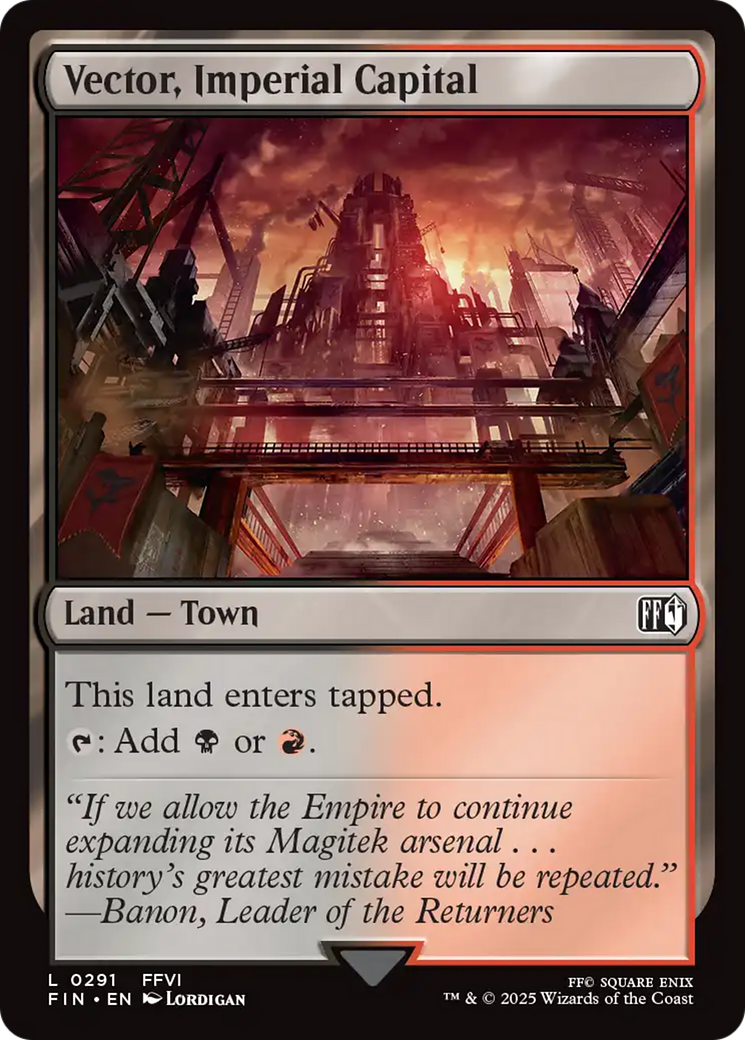 Vector, Imperial Capital
Land — Town
FF
This land enters tapped.
: Add or .
“If we allow the Empire to continue
expanding its Magitek arsenal . . .
history’s greatest mistake will be repeated.”
—Banon, Leader of the Returners
L 0291 FFVI
FIN • EN LORDIGAN
FF© SQUARE ENIX
™ & © 2025 Wizards of the Coast